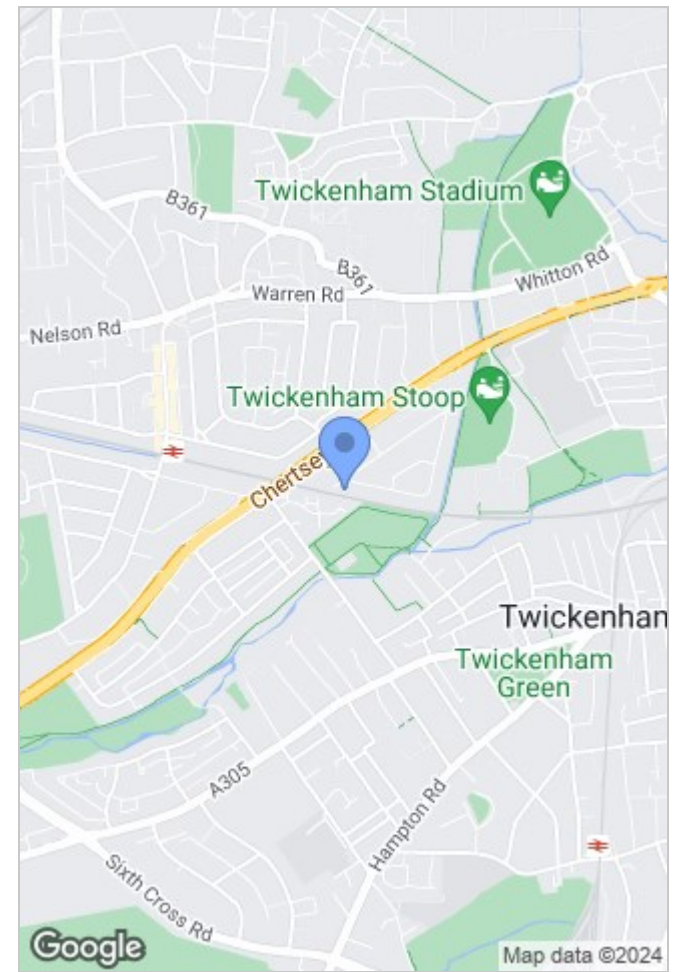 Twickenham Stadium
B361
B361
Whitton Rd
Warren Rd
Nelson Rd
Twickenham Stoop
Chertsey
Twickenhan
Twickenham
Green
A305
Hampton Rd
Sixth Cross Rd
Google
Map data ©2024